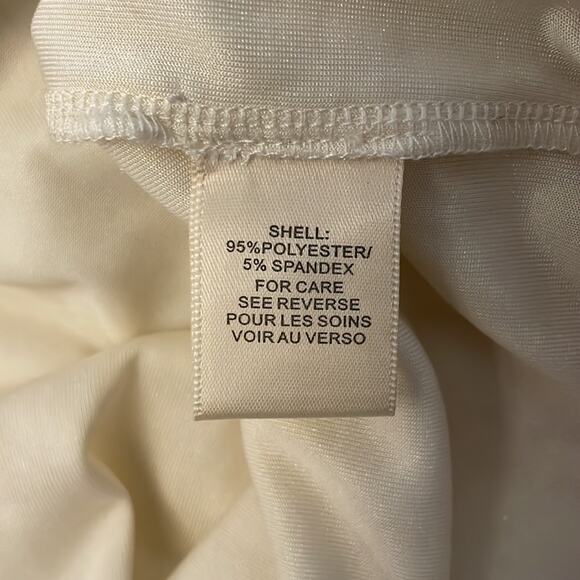 SHELL:
95%POLYESTER/
5% SPANDEX
FOR CARE
SEE REVERSE
POUR LES SOINS
VOIR AU VERSO